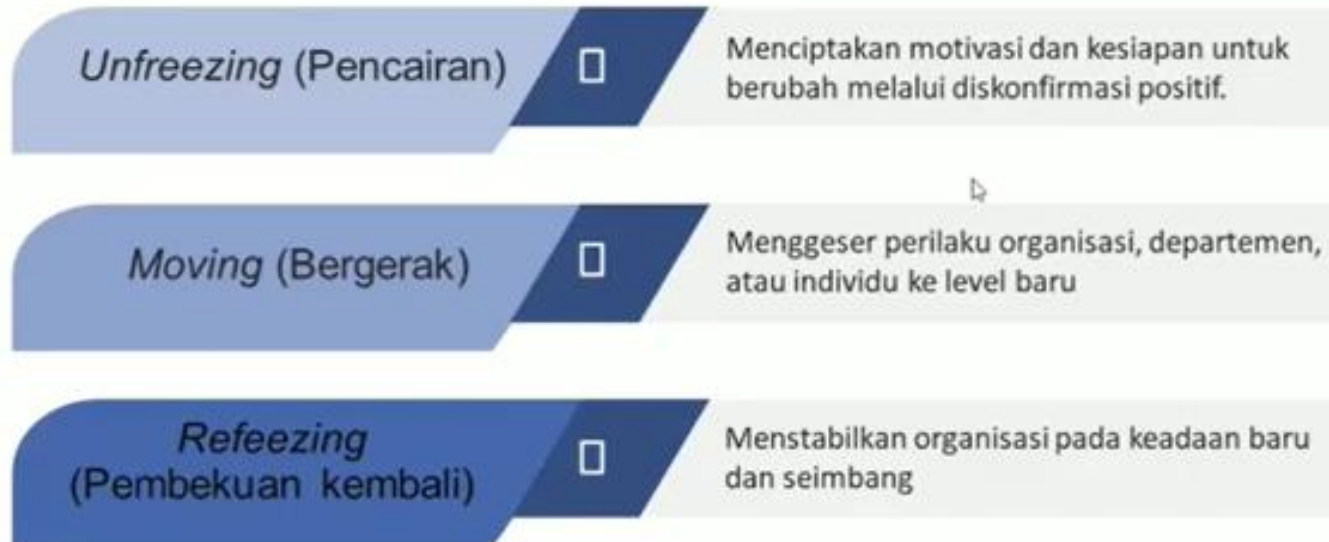 Unfreezing (Pencairan)
Menciptakan motivasi dan kesiapan untuk
berubah melalui diskonfirmasi positif.
Moving (Bergerak)
Menggeser perilaku organisasi, departemen,
atau individu ke level baru
Refeezing
(Pembekuan kembali)
Menstabilkan organisasi pada keadaan baru
dan seimbang